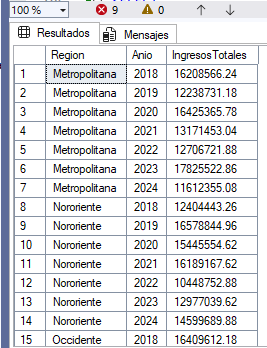 100 % 9 0
Resultados Mensajes
Region Anio IngresosTotales
1 Metropolitana 2018 16208566.24
2 Metropolitana 2019 12238731.18
3 Metropolitana 2020 16425365.78
4 Metropolitana 2021 13171453.04
5 Metropolitana 2022 12706721.88
6 Metropolitana 2023 17825522.86
7 Metropolitana 2024 11612355.08
8 Nororiente 2018 12404443.26
9 Nororiente 2019 16578844.96
10 Nororiente 2020 15445554.62
11 Nororiente 2021 16189167.62
12 Nororiente 2022 10448752.88
13 Nororiente 2023 12977039.62
14 Nororiente 2024 14599689.88
15 Occidente 2018 16409612.18